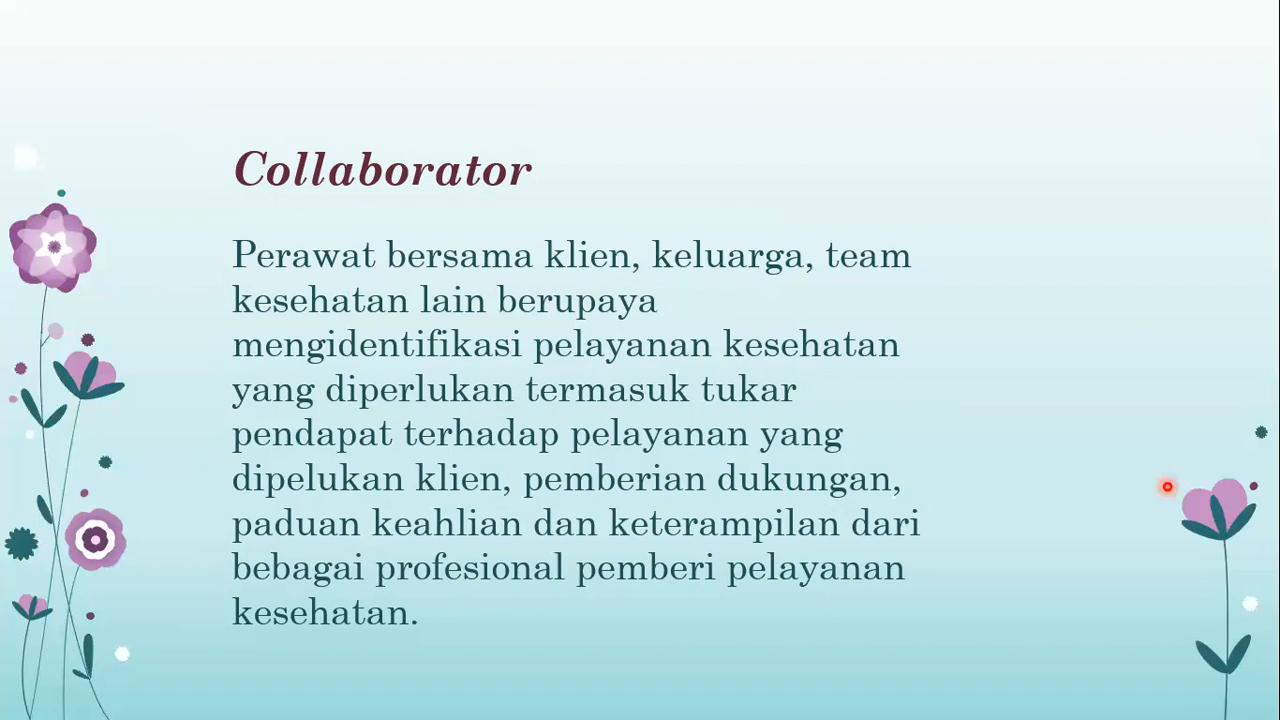 Collaborator
Perawat bersama klien, keluarga, team
kesehatan lain berupaya
mengidentifikasi pelayanan kesehatan
yang diperlukan termasuk tukar
pendapat terhadap pelayanan yang
dipelukan klien, pemberian dukungan,
paduan keahlian dan keterampilan dari
bebagai profesional pemberi pelayanan
kesehatan.